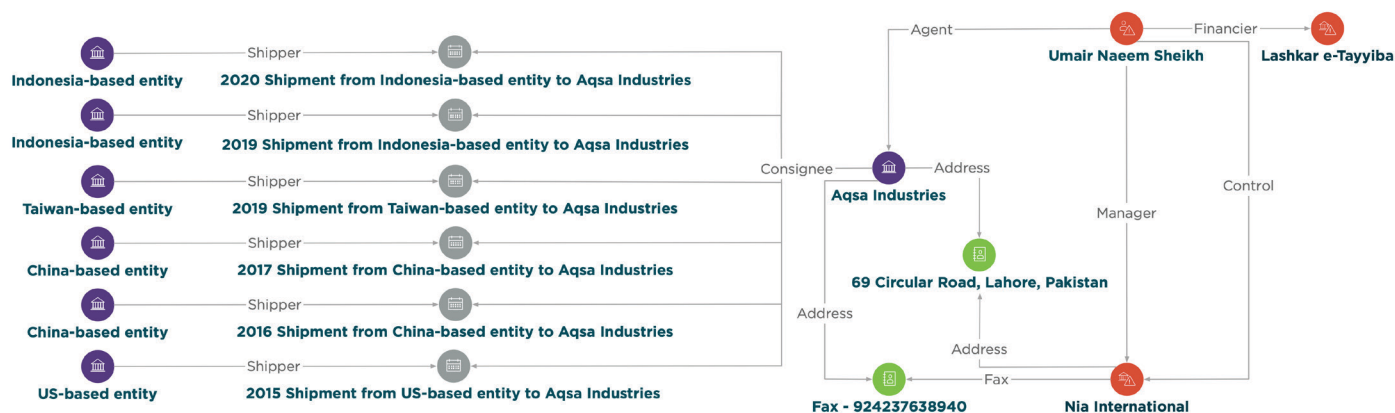 Indonesia-based entity
Shipper
2020 Shipment from Indonesia-based entity to Aqsa Industries
Indonesia-based entity
Shipper
2019 Shipment from Indonesia-based entity to Aqsa Industries
Taiwan-based entity
Shipper
2019 Shipment from Taiwan-based entity to Aqsa Industries
China-based entity
Shipper
2017 Shipment from China-based entity to Aqsa Industries
China-based entity
Shipper
2016 Shipment from China-based entity to Aqsa Industries
US-based entity
Shipper
2015 Shipment from US-based entity to Aqsa Industries
Consignee
Agent
Umair Naeem Sheikh
Financier
Lashkar e-Tayyiba
Aqsa Industries
Address
Manager
Control
69 Circular Road, Lahore, Pakistan
Address
Address
Fax
Fax - 924237638940
Nia International